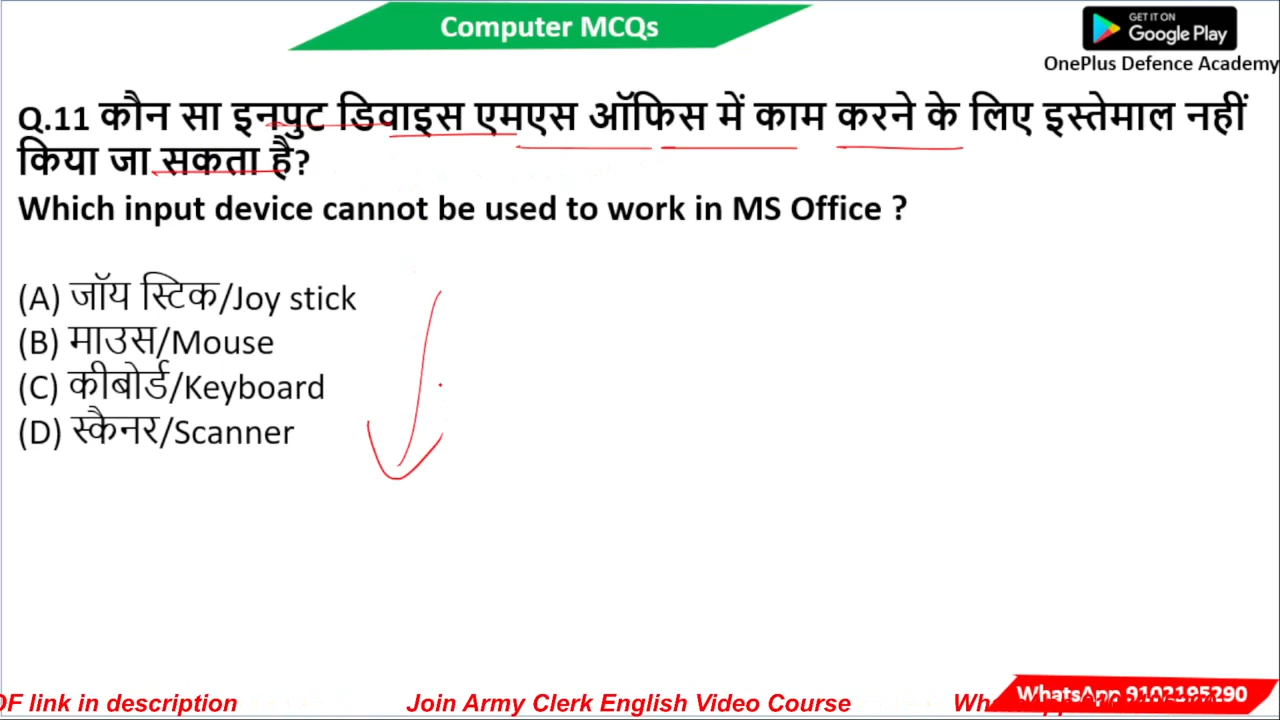 Computer MCQs
GET IT ON
Google Play
OnePlus Defence Academy
Q.11 कौन सा इनपुट डिवाइस एमएस ऑफिस में काम करने के लिए इस्तेमाल नहीं
किया जा सकता है?
Which input device cannot be used to work in MS Office ?
(A) जॉय स्टिक/Joy stick
(B) माउस/Mouse
(C) कीबोर्ड/Keyboard
(D) स्कैनर/Scanner
WhatsApp 9102195290
link in description Join Army Clerk English Video Course